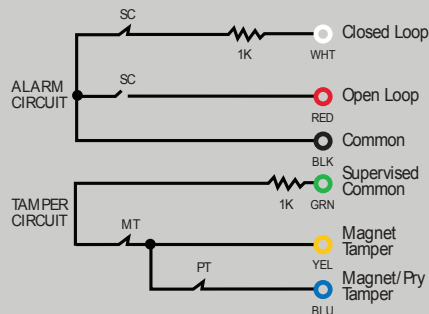 SC
Closed Loop
1K
WHT
SC
ALARM
CIRCUIT
Open Loop
RED
Common
BLK
Supervised
Common
1K
GRN
TAMPER
CIRCUIT
MT
Magnet
Tamper
YEL
PT
Magnet/Pry
Tamper
BLU